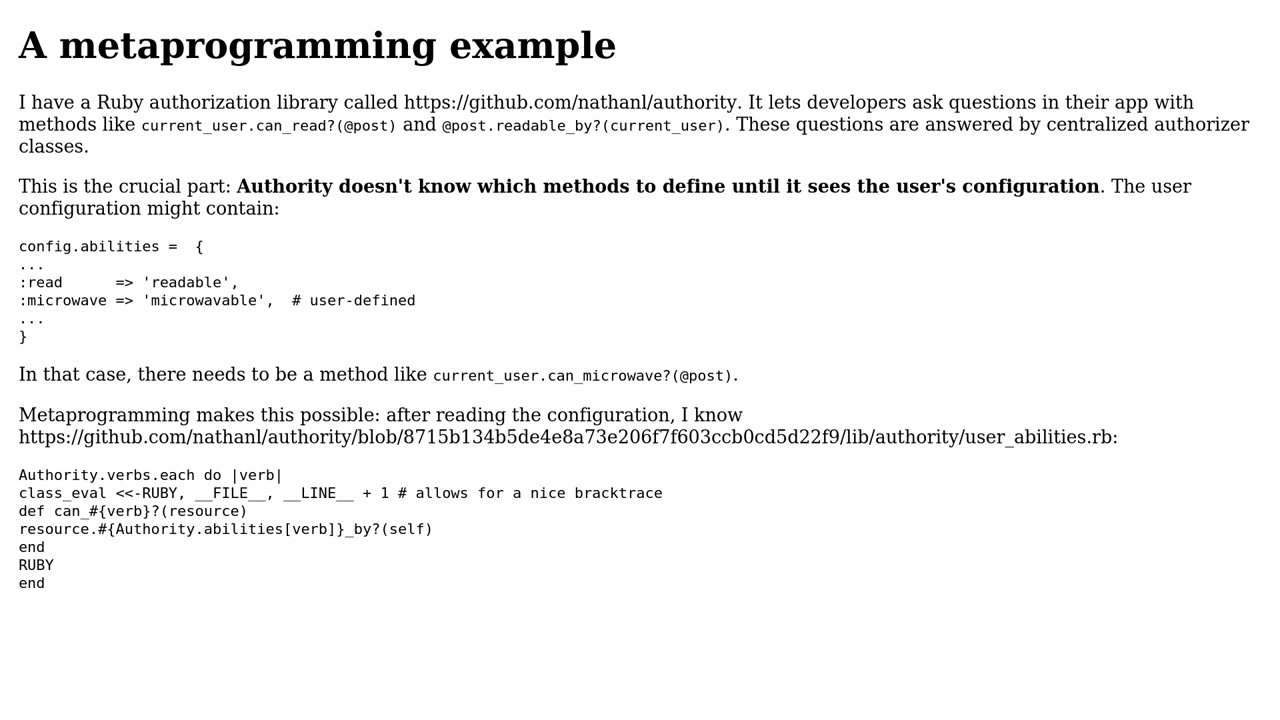 A metaprogramming example
I have a Ruby authorization library called https://github.com/nathanl/authority. It lets developers ask questions in their app with
methods like current_user.can_read?(@post) and @post.readable_by?(current_user). These questions are answered by centralized authorizer
classes.
This is the crucial part: Authority doesn't know which methods to define until it sees the user's configuration. The user
configuration might contain:
config.abilities =  {
...
:read      => 'readable',
:microwave => 'microwavable',  # user-defined
...
}
In that case, there needs to be a method like current_user.can_microwave?(@post).
Metaprogramming makes this possible: after reading the configuration, I know
https://github.com/nathanl/authority/blob/8715b134b5de4e8a73e206f7f603ccb0cd5d22f9/lib/authority/user_abilities.rb:
Authority.verbs.each do |verb|
class_eval <<-RUBY, __FILE__, __LINE__ + 1 # allows for a nice bracktrace
def can_#{verb}?(resource)
resource.#{Authority.abilities[verb]}_by?(self)
end
RUBY
end